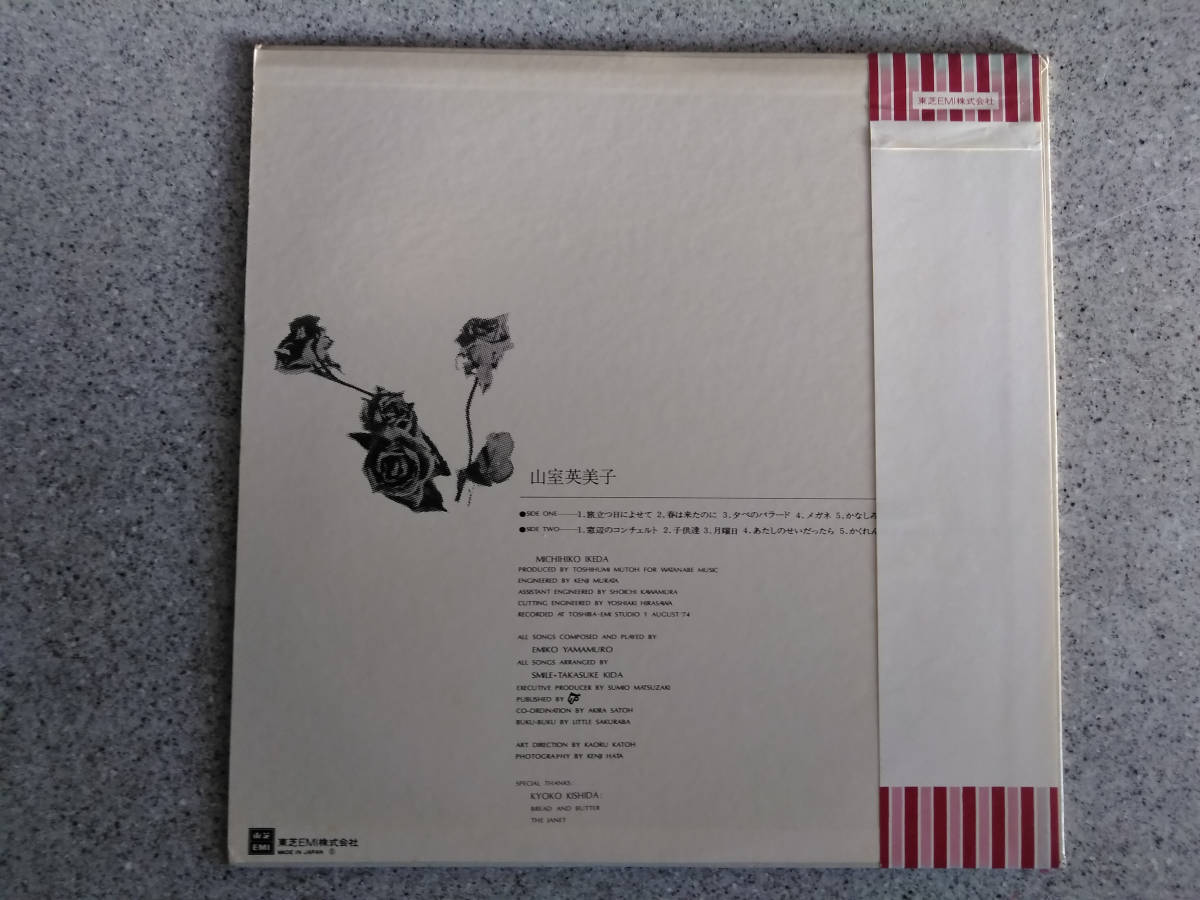 東芝EMI株式会社
山室英美子
●SIDE ONE——1.旅立つ日によせて 2.春は来たのに 3.夕べのバラード 4.メガネ 5.かなしみ
●SIDE TWO——1.窓辺のコンチェルト 2.子供達 3.月曜日 4.あたしのせいだったら 5.かくれん
MICHIHIKO IKEDA
PRODUCED BY TOSHIHUMI MUTOH FOR WATANABE MUSIC
ENGINEERED BY KENJI MURATA
ASSISTANT ENGINEERED BY SHOICHI KAWAMURA
CUTTING ENGINEERED BY YOSHIAKI HIRASAWA
RECORDED AT TOSHIBA-EMI STUDIO 1 AUGUST '74
ALL SONGS COMPOSED AND PLAYED BY
EMIKO YAMAMURO
ALL SONGS ARRANGED BY
SMILE・TAKASUKE KIDA
EXECUTIVE PRODUCER BY SUMIO MATSUZAKI
PUBLISHED BY
CO-ORDINATION BY AKIRA SATOH
BUKU-BUKU BY LITTLE SAKURABA
ART DIRECTION BY KAORU KATOH
PHOTOGRAPHY BY KENJI HATA
SPECIAL THANKS:
KYOKO KISHIDA:
BREAD AND BUTTER
THE JANET
EMI
東芝EMI株式会社
MADE IN JAPAN